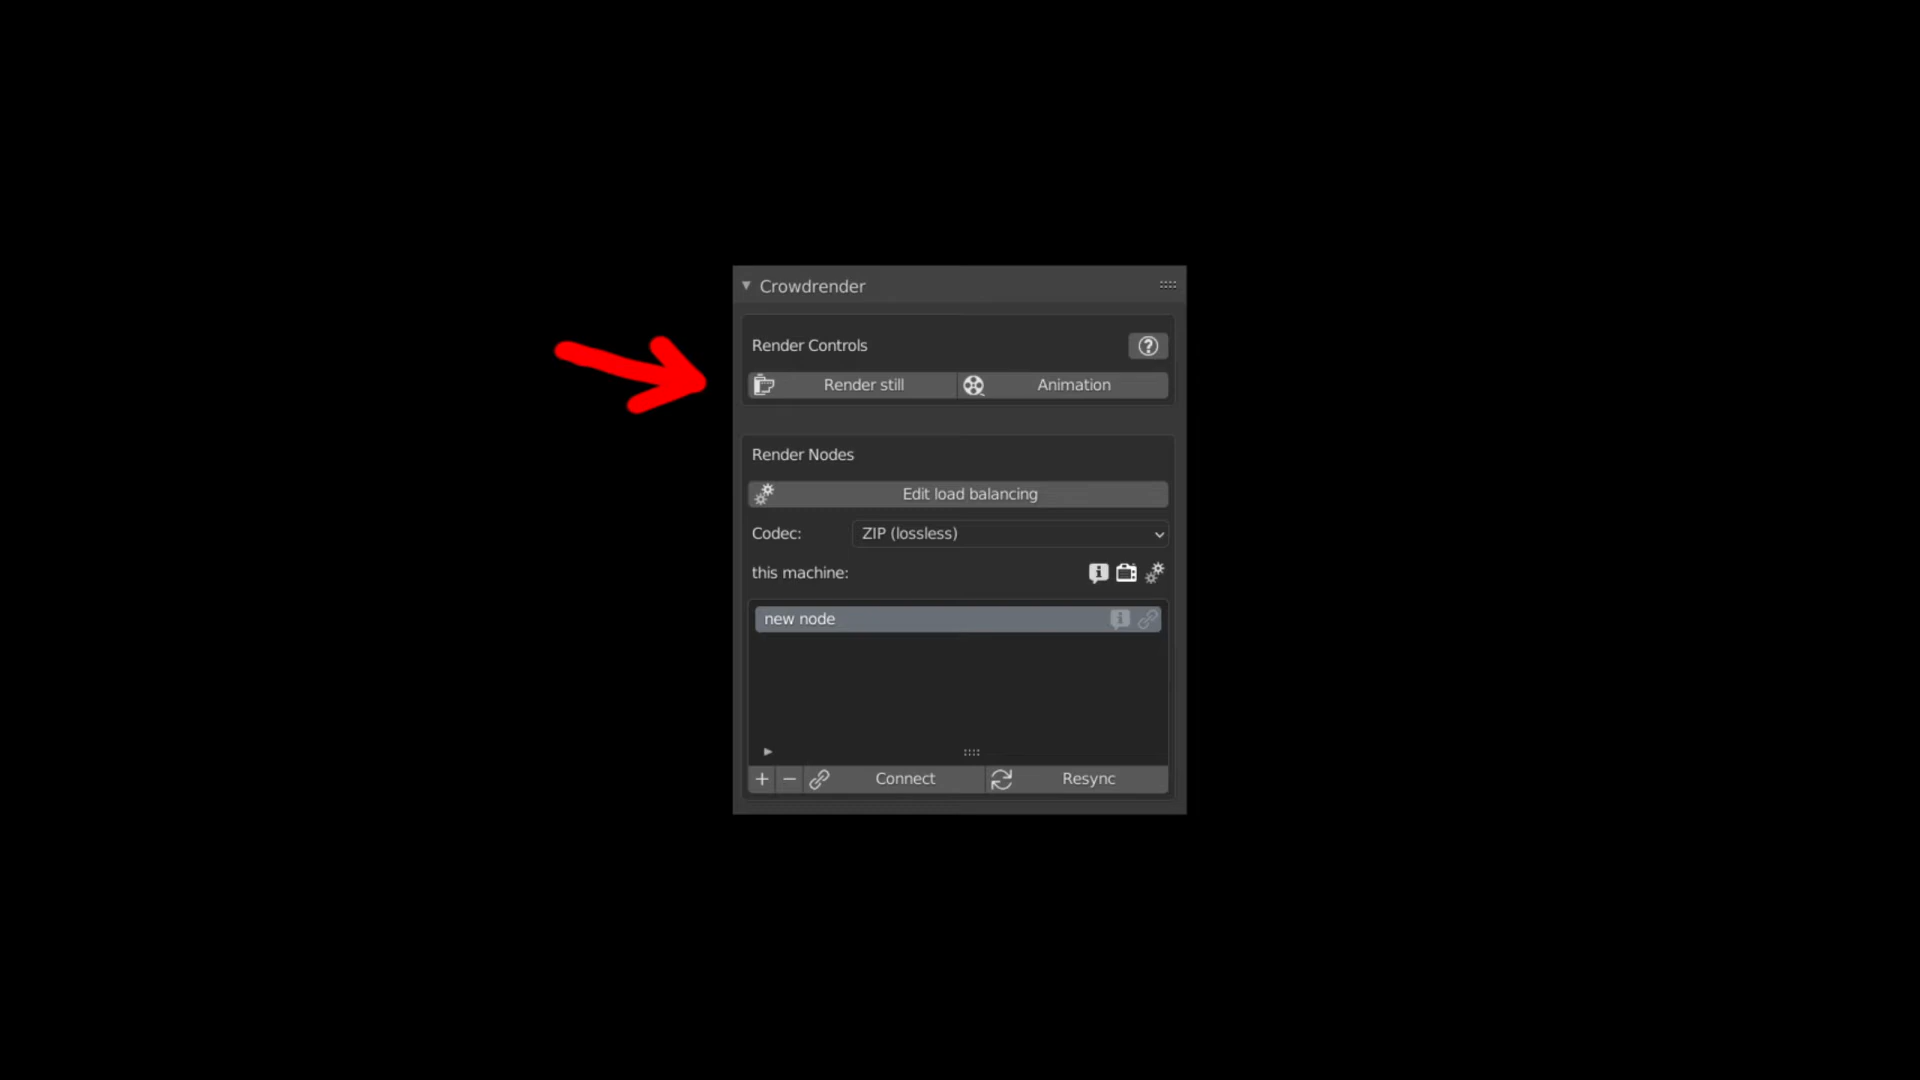 Crowdrender
Render Controls
Render still Animation
Render Nodes
Edit load balancing
Codec: ZIP (lossless)
this machine:
new node
Connect Resync